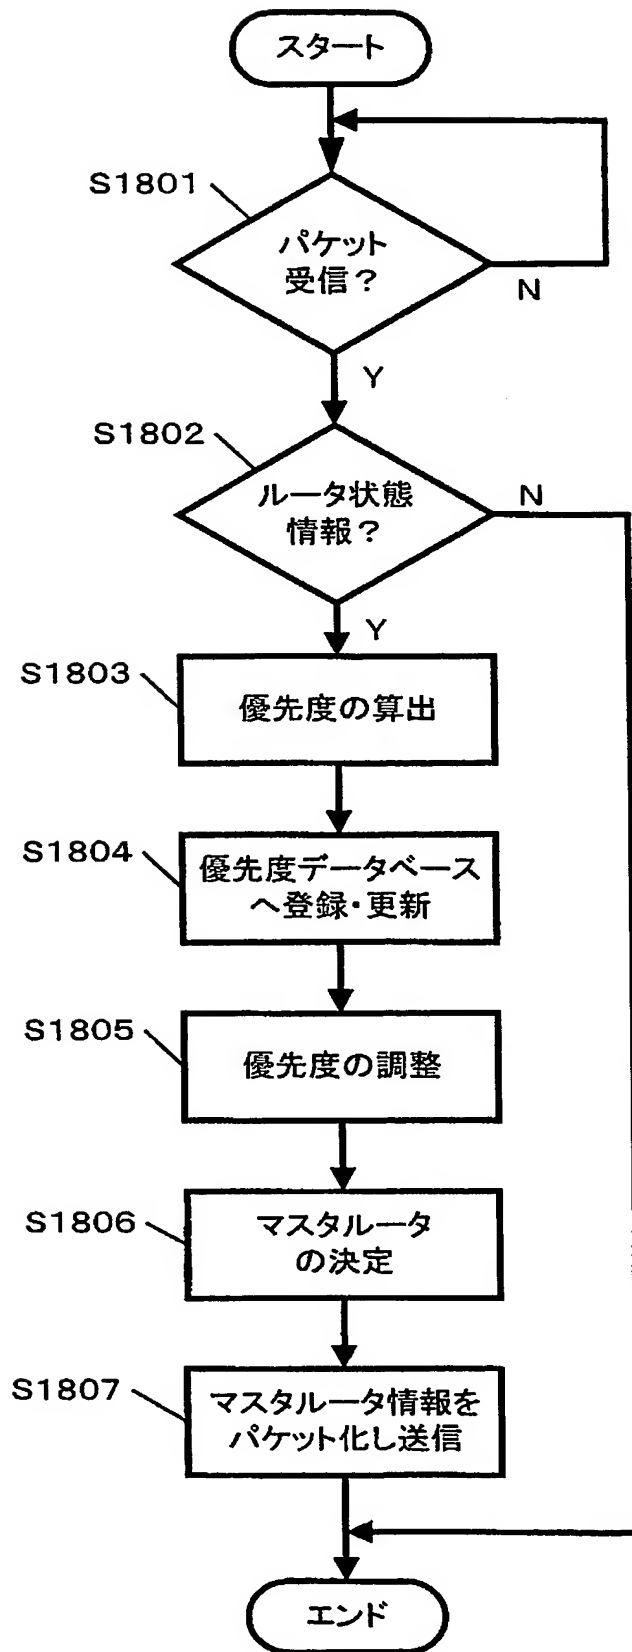 スタート
S1801
パケット
受信？
N
Y
S1802
ルータ状態
情報？
N
Y
S1803
優先度の算出
S1804
優先度データベース
へ登録・更新
S1805
優先度の調整
S1806
マスタルータ
の決定
S1807
マスタルータ情報を
パケット化し送信
エンド